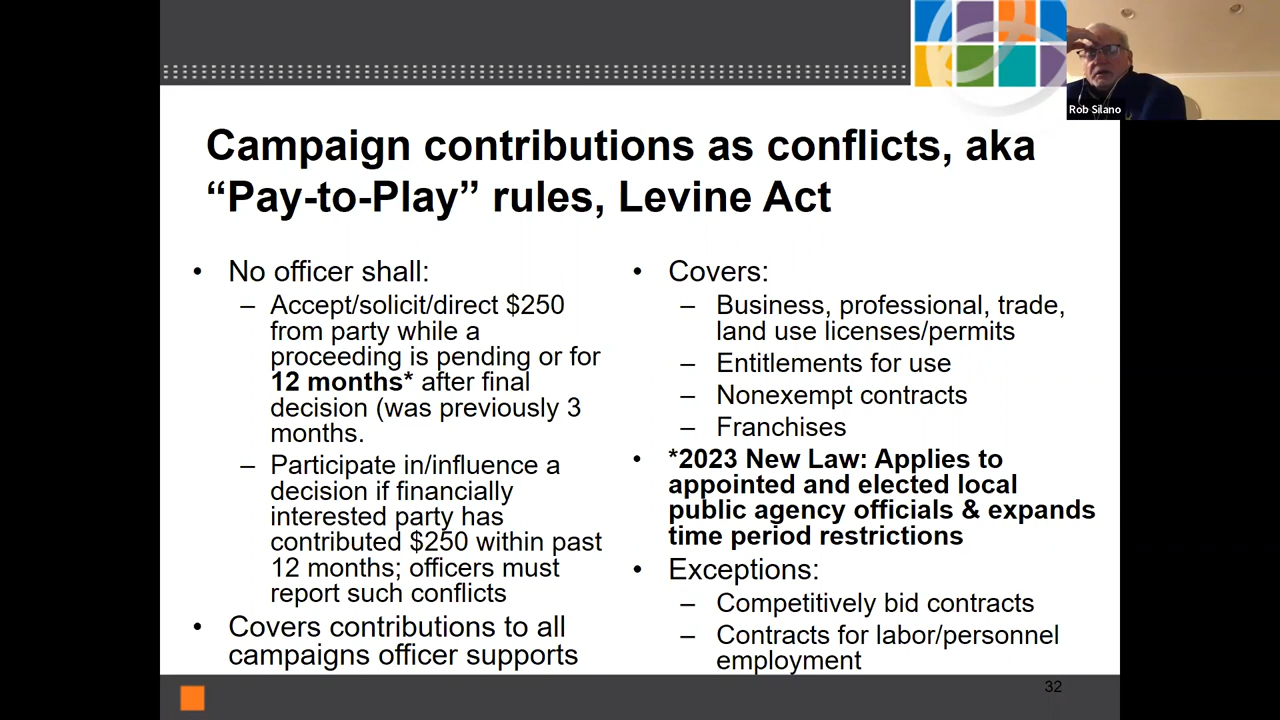 Rob Silano
Campaign contributions as conflicts, aka
“Pay-to-Play” rules, Levine Act
• No officer shall:
– Accept/solicit/direct $250
from party while a
proceeding is pending or for
12 months* after final
decision (was previously 3
months.
– Participate in/influence a
decision if financially
interested party has
contributed $250 within past
12 months; officers must
report such conflicts
• Covers contributions to all
campaigns officer supports
• Covers:
– Business, professional, trade,
land use licenses/permits
– Entitlements for use
– Nonexempt contracts
– Franchises
• *2023 New Law: Applies to
appointed and elected local
public agency officials & expands
time period restrictions
• Exceptions:
– Competitively bid contracts
– Contracts for labor/personnel
employment
32